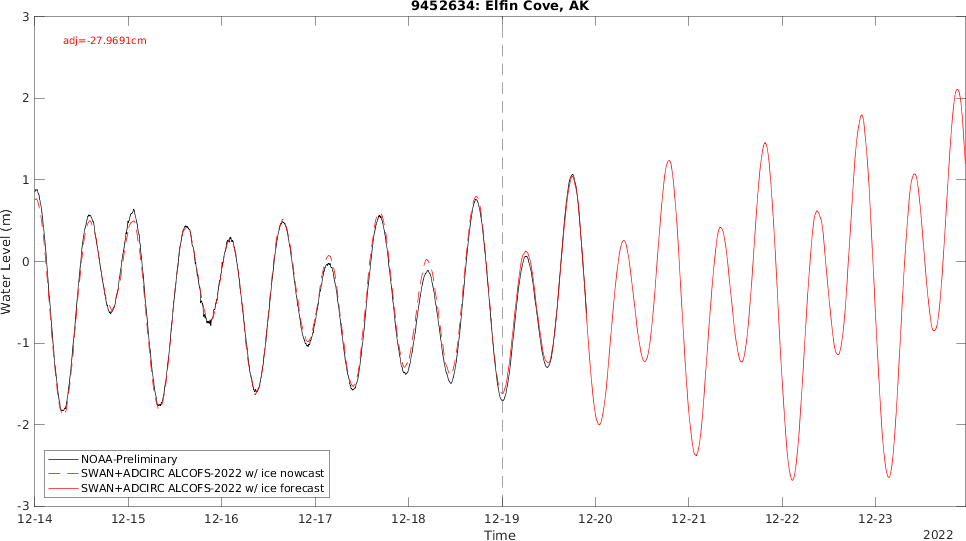 9452634: Elfin Cove, AK
adj=-27.9691cm
Water Level (m)
3
2
1
0
-1
-2
-3
NOAA-Preliminary
SWAN+ADCIRC ALCOFS-2022 w/ ice nowcast
SWAN+ADCIRC ALCOFS-2022 w/ ice forecast
12-14 12-15 12-16 12-17 12-18 12-19 12-20 12-21 12-22 12-23
Time
2022